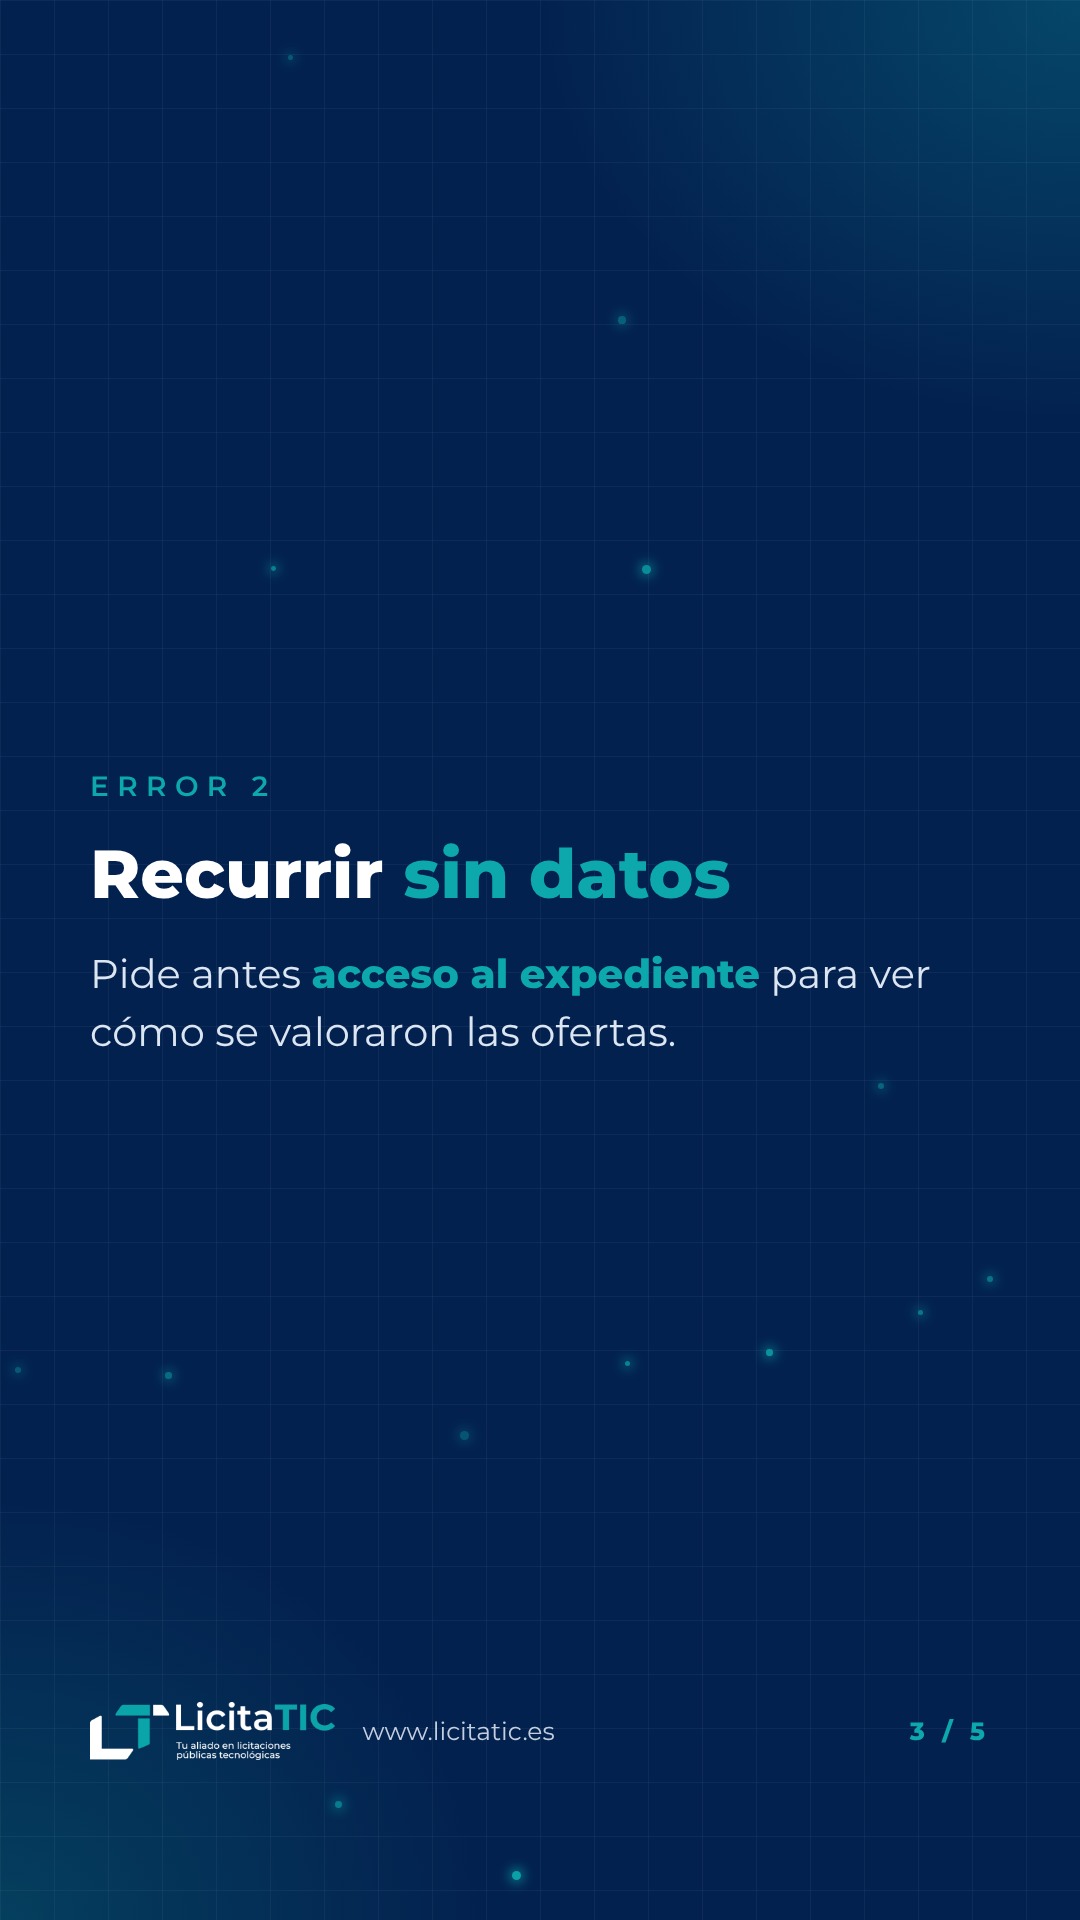 ERROR 2
Recurrir sin datos
Pide antes acceso al expediente para ver
cómo se valoraron las ofertas.
LicitaTIC
Tu aliado en licitaciones
públicas tecnológicas
www.licitatic.es
3 / 5